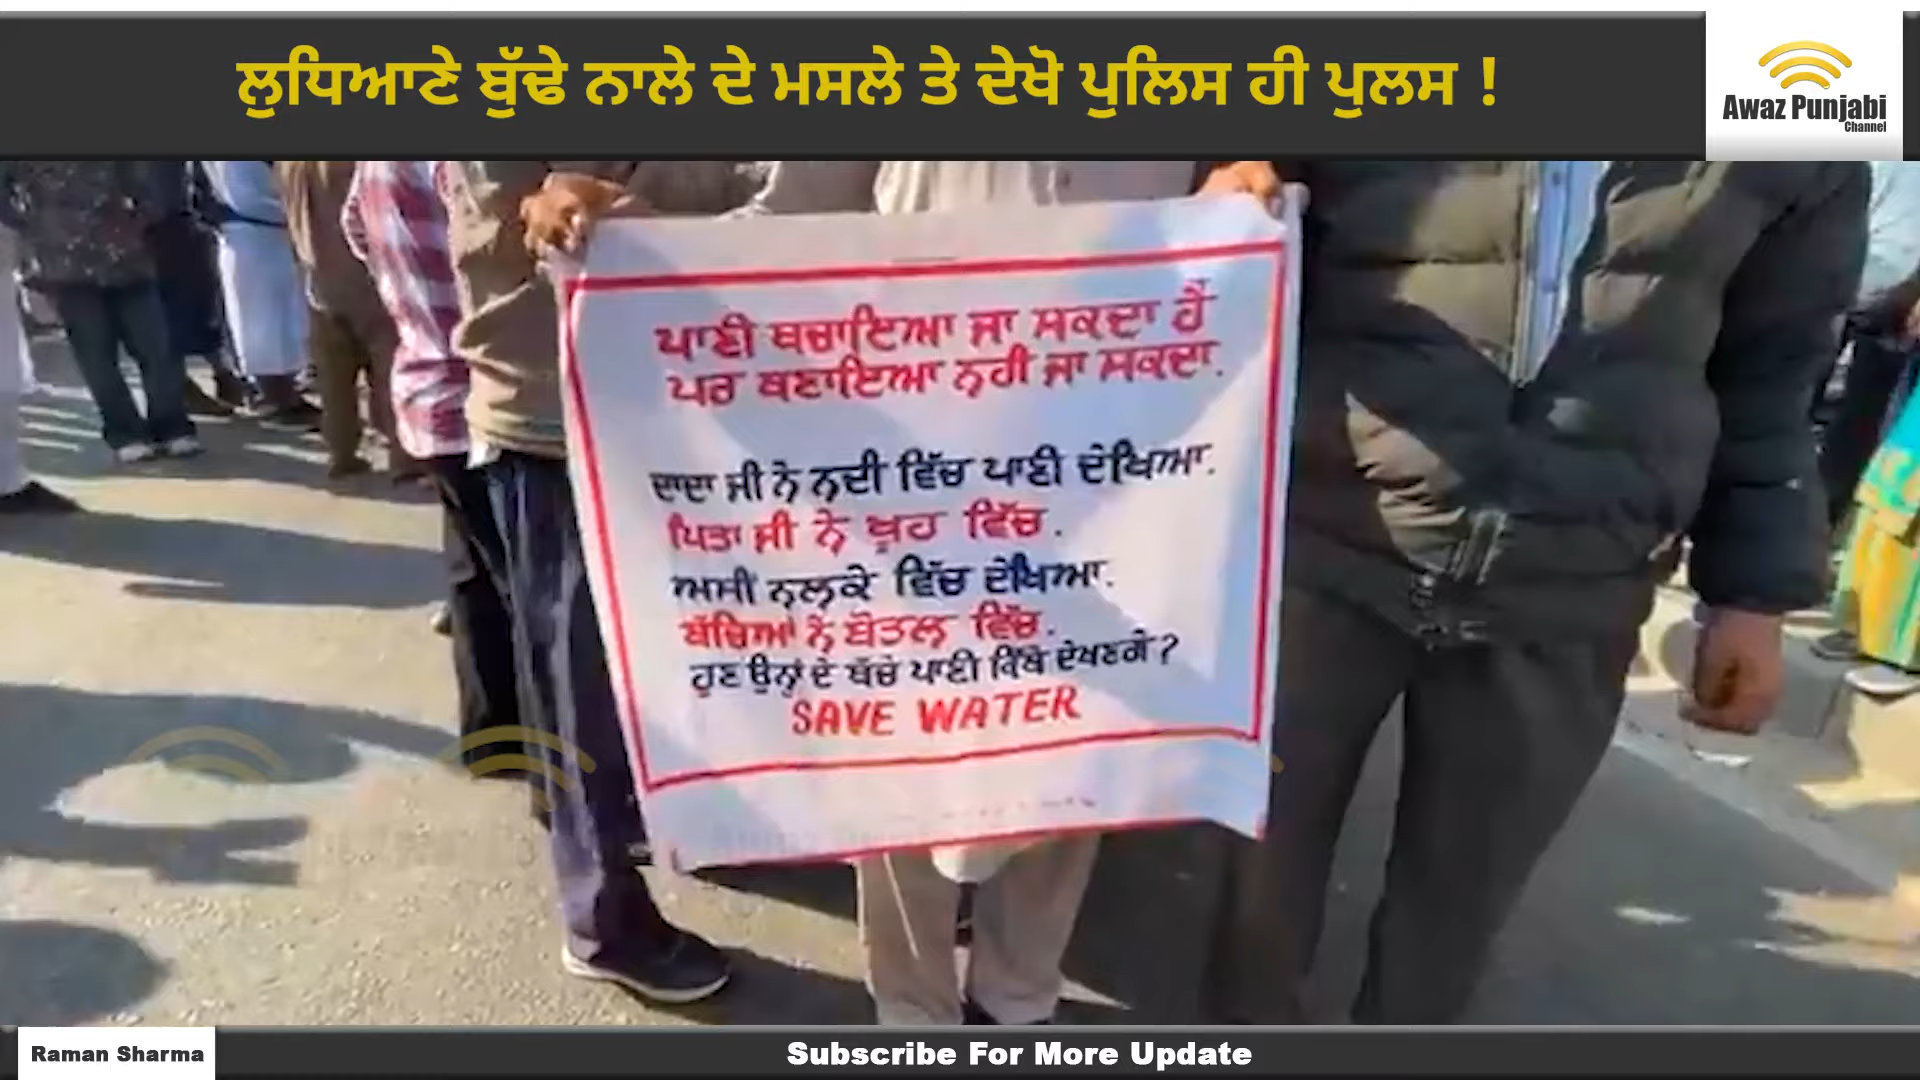 ਲੁਧਿਆਣੇ ਬੁੱਢੇ ਨਾਲੇ ਦੇ ਮਸਲੇ ਤੇ ਦੇਖੋ ਪੁਲਿਸ ਹੀ ਪੁਲਸ !
Awaz Punjabi
Channel
ਪਾਣੀ ਬਚਾਇਆ ਜਾ ਸਕਦਾ ਹੈਂ
ਪਰ ਬਣਾਇਆ ਨਹੀ ਜਾ ਸਕਦਾ.
ਦਾਦਾ ਜੀ ਨੇ ਨਦੀ ਵਿੱਚ ਪਾਣੀ ਦੇਖਿਆ.
ਪਿਤਾ ਜੀ ਨੇ ਖੂਹ ਵਿੱਚ.
ਅਸੀ ਨਲਕੇ ਵਿੱਚ ਦੇਖਿਆ.
ਬੱਚਿਆਂ ਨੇ ਬੋਤਲ ਵਿੱਚ.
ਹੁਣ ਉਨ੍ਹਾਂ ਦੇ ਬੱਚੇ ਪਾਣੀ ਕਿੱਥੇ ਦੇਖਣਗੇ ?
SAVE WATER
Raman Sharma
Subscribe For More Update